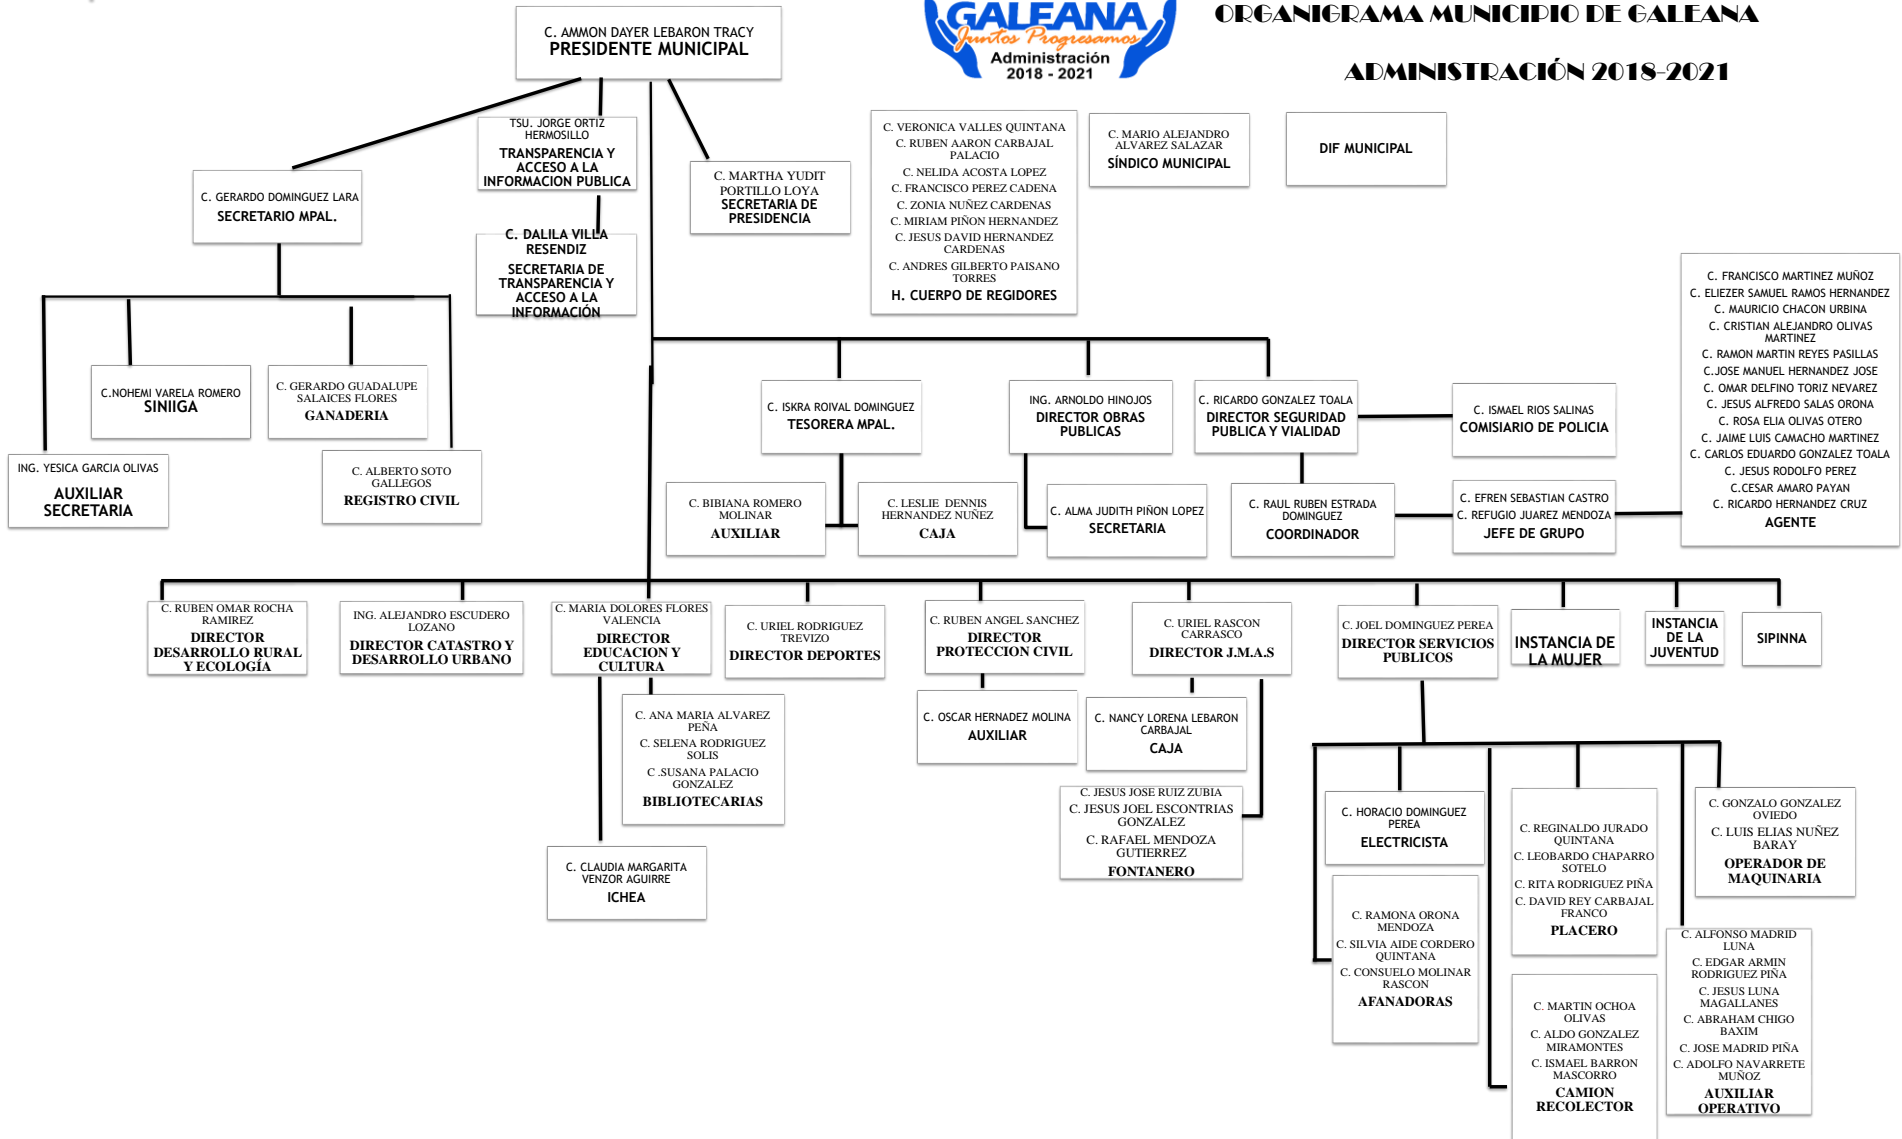 GALEANA
Juntos Progresamos
Administración
2018 - 2021
ORGANIGRAMA MUNICIPIO DE GALEANA
ADMINISTRACIÓN 2018-2021
C. AMMON DAYER LEBARON TRACY
PRESIDENTE MUNICIPAL
C. GERARDO DOMINGUEZ LARA
SECRETARIO MPAL.
TSU. JORGE ORTIZ
HERMOSILLO
TRANSPARENCIA Y
ACCESO A LA
INFORMACION PUBLICA
C. DALILA VILLA
RESENDIZ
SECRETARIA DE
TRANSPARENCIA Y
ACCESO A LA
INFORMACIÓN
C. MARTHA YUDIT
PORTILLO LOYA
SECRETARIA DE
PRESIDENCIA
C. VERONICA VALLES QUINTANA
C. RUBEN AARON CARBAJAL
PALACIO
C. NELIDA ACOSTA LOPEZ
C. FRANCISCO PEREZ CADENA
C. ZONIA NUÑEZ CARDENAS
C. MIRIAM PIÑON HERNANDEZ
C. JESUS DAVID HERNANDEZ
CARDENAS
C. ANDRES GILBERTO PAISANO
TORRES
H. CUERPO DE REGIDORES
C. MARIO ALEJANDRO
ALVAREZ SALAZAR
SÍNDICO MUNICIPAL
DIF MUNICIPAL
C.NOHEMI VARELA ROMERO
SINIIGA
C. GERARDO GUADALUPE
SALAICES FLORES
GANADERIA
ING. YESICA GARCIA OLIVAS
AUXILIAR
SECRETARIA
C. ALBERTO SOTO
GALLEGOS
REGISTRO CIVIL
C. ISKRA ROIVAL DOMINGUEZ
TESORERA MPAL.
ING. ARNOLDO HINOJOS
DIRECTOR OBRAS
PUBLICAS
C. RICARDO GONZALEZ TOALA
DIRECTOR SEGURIDAD
PUBLICA Y VIALIDAD
C. ISMAEL RIOS SALINAS
COMISIARIO DE POLICIA
C. FRANCISCO MARTINEZ MUÑOZ
C. ELIEZER SAMUEL RAMOS HERNANDEZ
C. MAURICIO CHACON URBINA
C. CRISTIAN ALEJANDRO OLIVAS
MARTINEZ
C. RAMON MARTIN REYES PASILLAS
C.JOSE MANUEL HERNANDEZ JOSE
C. OMAR DELFINO TORIZ NEVAREZ
C. JESUS ALFREDO SALAS ORONA
C. ROSA ELIA OLIVAS OTERO
C. JAIME LUIS CAMACHO MARTINEZ
C. CARLOS EDUARDO GONZALEZ TOALA
C. JESUS RODOLFO PEREZ
C.CESAR AMARO PAYAN
C. RICARDO HERNANDEZ CRUZ
AGENTE
C. BIBIANA ROMERO
MOLINAR
AUXILIAR
C. LESLIE DENNIS
HERNANDEZ NUÑEZ
CAJA
C. ALMA JUDITH PIÑON LOPEZ
SECRETARIA
C. RAUL RUBEN ESTRADA
DOMINGUEZ
COORDINADOR
C. EFREN SEBASTIAN CASTRO
C. REFUGIO JUAREZ MENDOZA
JEFE DE GRUPO
C. RUBEN OMAR ROCHA
RAMIREZ
DIRECTOR
DESARROLLO RURAL
Y ECOLOGÍA
ING. ALEJANDRO ESCUDERO
LOZANO
DIRECTOR CATASTRO Y
DESARROLLO URBANO
C. MARIA DOLORES FLORES
VALENCIA
DIRECTOR
EDUCACION Y
CULTURA
C. URIEL RODRIGUEZ
TREVIZO
DIRECTOR DEPORTES
C. RUBEN ANGEL SANCHEZ
DIRECTOR
PROTECCION CIVIL
C. URIEL RASCON
CARRASCO
DIRECTOR J.M.A.S
C. JOEL DOMINGUEZ PEREA
DIRECTOR SERVICIOS
PUBLICOS
INSTANCIA DE
LA MUJER
INSTANCIA
DE LA
JUVENTUD
SIPINNA
C. ANA MARIA ALVAREZ
PEÑA
C. SELENA RODRIGUEZ
SOLIS
C .SUSANA PALACIO
GONZALEZ
BIBLIOTECARIAS
C. CLAUDIA MARGARITA
VENZOR AGUIRRE
ICHEA
C. OSCAR HERNADEZ MOLINA
AUXILIAR
C. NANCY LORENA LEBARON
CARBAJAL
CAJA
C. JESUS JOSE RUIZ ZUBIA
C. JESUS JOEL ESCONTRIAS
GONZALEZ
C. RAFAEL MENDOZA
GUTIERREZ
FONTANERO
C. HORACIO DOMINGUEZ
PEREA
ELECTRICISTA
C. RAMONA ORONA
MENDOZA
C. SILVIA AIDE CORDERO
QUINTANA
C. CONSUELO MOLINAR
RASCON
AFANADORAS
C. REGINALDO JURADO
QUINTANA
C. LEOBARDO CHAPARRO
SOTELO
C. RITA RODRIGUEZ PIÑA
C. DAVID REY CARBAJAL
FRANCO
PLACERO
C. MARTIN OCHOA
OLIVAS
C. ALDO GONZALEZ
MIRAMONTES
C. ISMAEL BARRON
MASCORRO
CAMION
RECOLECTOR
C. GONZALO GONZALEZ
OVIEDO
C. LUIS ELIAS NUÑEZ
BARAY
OPERADOR DE
MAQUINARIA
C. ALFONSO MADRID
LUNA
C. EDGAR ARMIN
RODRIGUEZ PIÑA
C. JESUS LUNA
MAGALLANES
C. ABRAHAM CHIGO
BAXIM
C. JOSE MADRID PIÑA
C. ADOLFO NAVARRETE
MUÑOZ
AUXILIAR
OPERATIVO